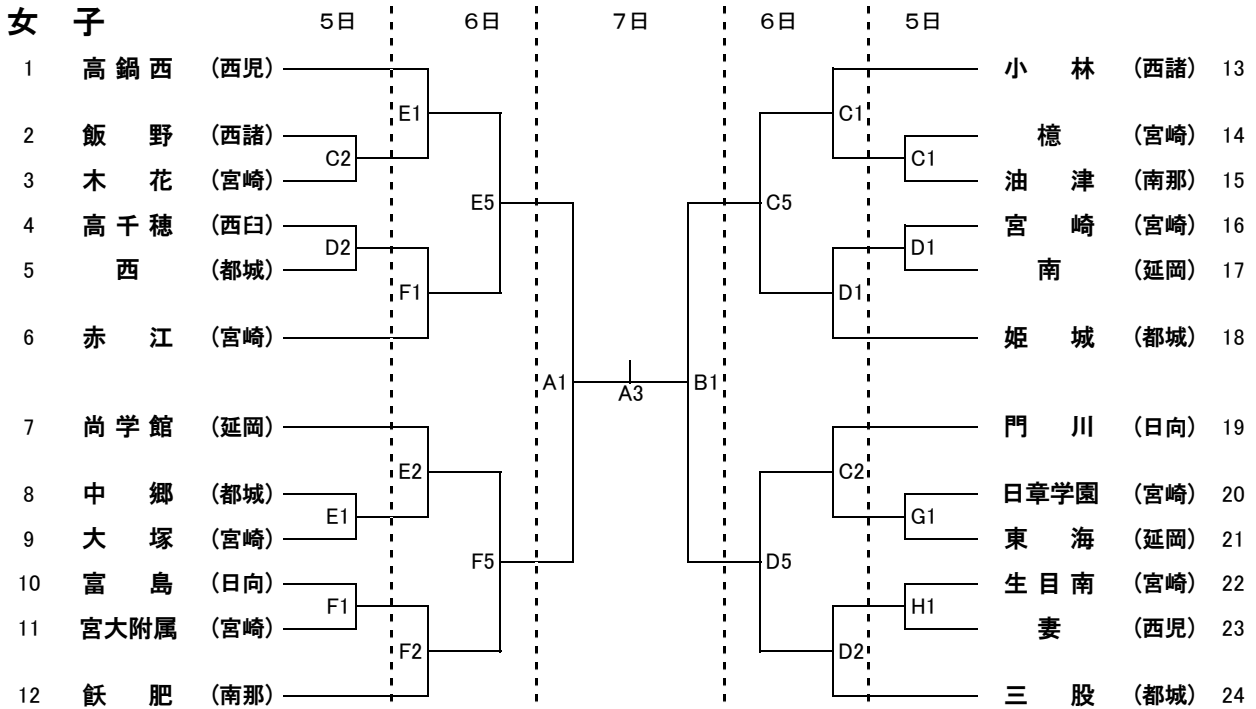 女 子 5日 6日 7日 6日 5日
1 高鍋西 (西児) 小 林 (西諸) 13
E1 C1
2 飯 野 (西諸) 檍 (宮崎) 14
C2 C1
3 木 花 (宮崎) 油 津 (南那) 15
E5 C5
4 高千穂 (西臼) 宮 崎 (宮崎) 16
D2 D1
5 西 (都城) 南 (延岡) 17
F1 D1
6 赤 江 (宮崎) 姫 城 (都城) 18
A1 A3 B1
7 尚学館 (延岡) 門 川 (日向) 19
E2 C2
8 中 郷 (都城) 日章学園 (宮崎) 20
E1 G1
9 大 塚 (宮崎) 東 海 (延岡) 21
F5 D5
10 富 島 (日向) 生目南 (宮崎) 22
F1 H1
11 宮大附属 (宮崎) 妻 (西児) 23
F2 D2
12 飫 肥 (南那) 三 股 (都城) 24